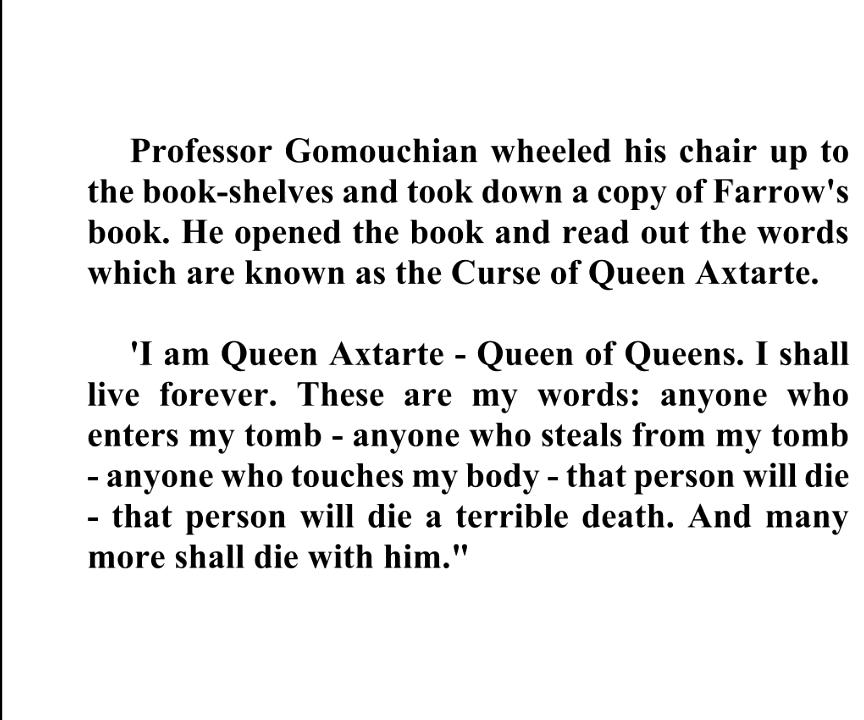 Professor Gomouchian wheeled his chair up to
the book-shelves and took down a copy of Farrow's
book. He opened the book and read out the words
which are known as the Curse of Queen Axtarte.
'I am Queen Axtarte - Queen of Queens. I shall
live forever. These are my words: anyone who
enters my tomb - anyone who steals from my tomb
- anyone who touches my body - that person will die
- that person will die a terrible death. And many
more shall die with him."